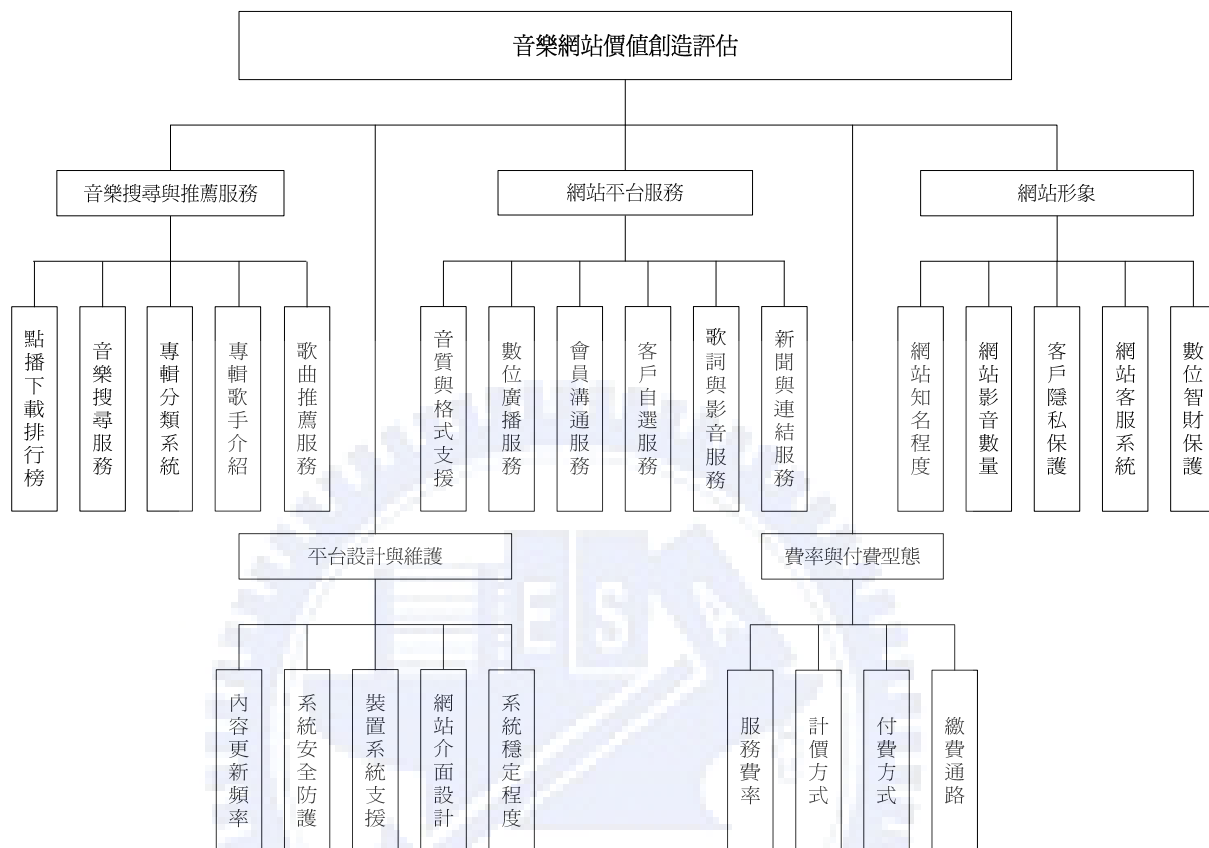 音樂網站價值創造評估
音樂搜尋與推薦服務
網站平台服務
網站形象
點播下載排行榜
音樂搜尋服務
專輯分類系統
專輯歌手介紹
歌曲推薦服務
音質與格式支援
數位廣播服務
會員溝通服務
客戶自選服務
歌詞與影音服務
新聞與連結服務
網站知名程度
網站影音數量
客戶隱私保護
網站客服系統
數位智財保護
平台設計與維護
費率與付費型態
內容更新頻率
系統安全防護
裝置系統支援
網站介面設計
系統穩定程度
服務費率
計價方式
付費方式
繳費通路
ESA